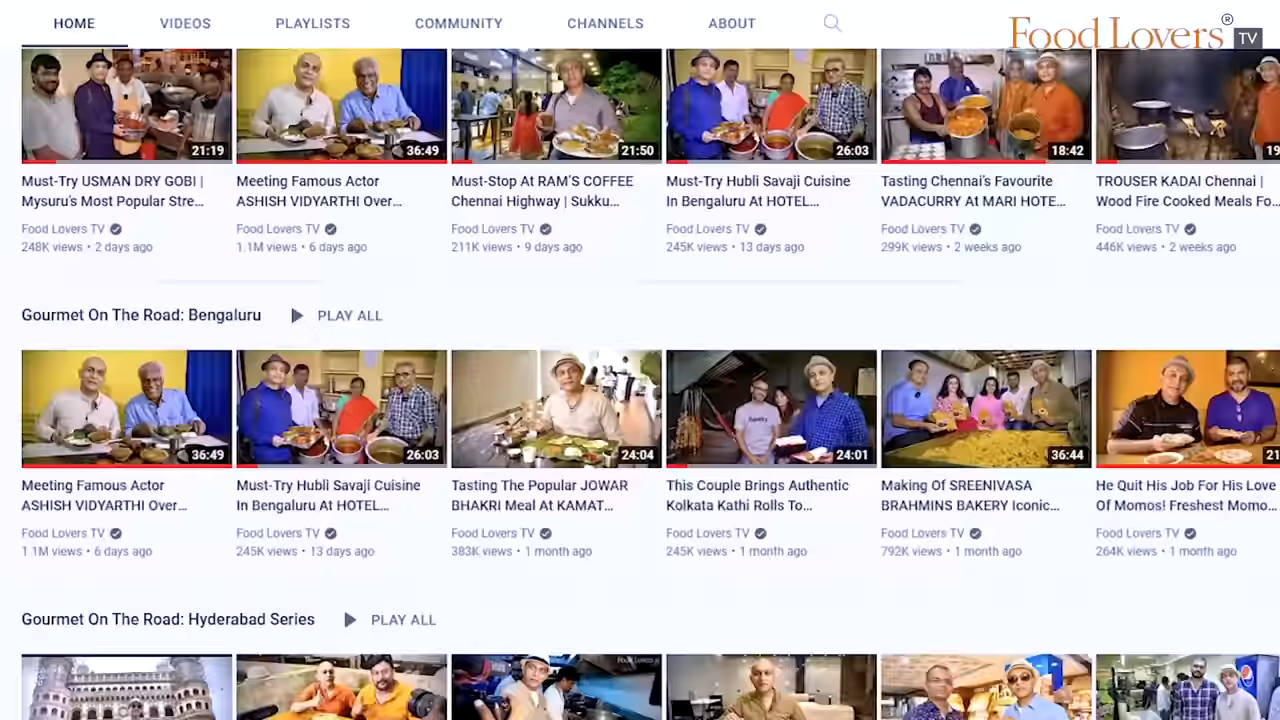 HOME VIDEOS PLAYLISTS COMMUNITY CHANNELS ABOUT
Food Lovers® TV
21:19 36:49 21:50 26:03 18:42 19
Must-Try USMAN DRY GOBI |
Mysuru's Most Popular Stre...
Food Lovers TV
248K views • 2 days ago
Meeting Famous Actor
ASHISH VIDYARTHI Over...
Food Lovers TV
1.1M views • 6 days ago
Must-Stop At RAM'S COFFEE
Chennai Highway | Sukku...
Food Lovers TV
211K views • 9 days ago
Must-Try Hubli Savaji Cuisine
In Bengaluru At HOTEL...
Food Lovers TV
245K views • 13 days ago
Tasting Chennai's Favourite
VADACURRY At MARI HOTE...
Food Lovers TV
299K views • 2 weeks ago
TROUSER KADAI Chennai |
Wood Fire Cooked Meals Fo...
Food Lovers TV
446K views • 2 weeks ago
Gourmet On The Road: Bengaluru PLAY ALL
36:49 26:03 24:04 24:01 36:44 21
Meeting Famous Actor
ASHISH VIDYARTHI Over...
Food Lovers TV
1.1M views • 6 days ago
Must-Try Hubli Savaji Cuisine
In Bengaluru At HOTEL...
Food Lovers TV
245K views • 13 days ago
Tasting The Popular JOWAR
BHAKRI Meal At KAMAT...
Food Lovers TV
383K views • 1 month ago
This Couple Brings Authentic
Kolkata Kathi Rolls To...
Food Lovers TV
245K views • 1 month ago
Making Of SREENIVASA
BRAHMINS BAKERY Iconic...
Food Lovers TV
792K views • 1 month ago
He Quit His Job For His Love
Of Momos! Freshest Momo...
Food Lovers TV
264K views • 1 month ago
Gourmet On The Road: Hyderabad Series PLAY ALL